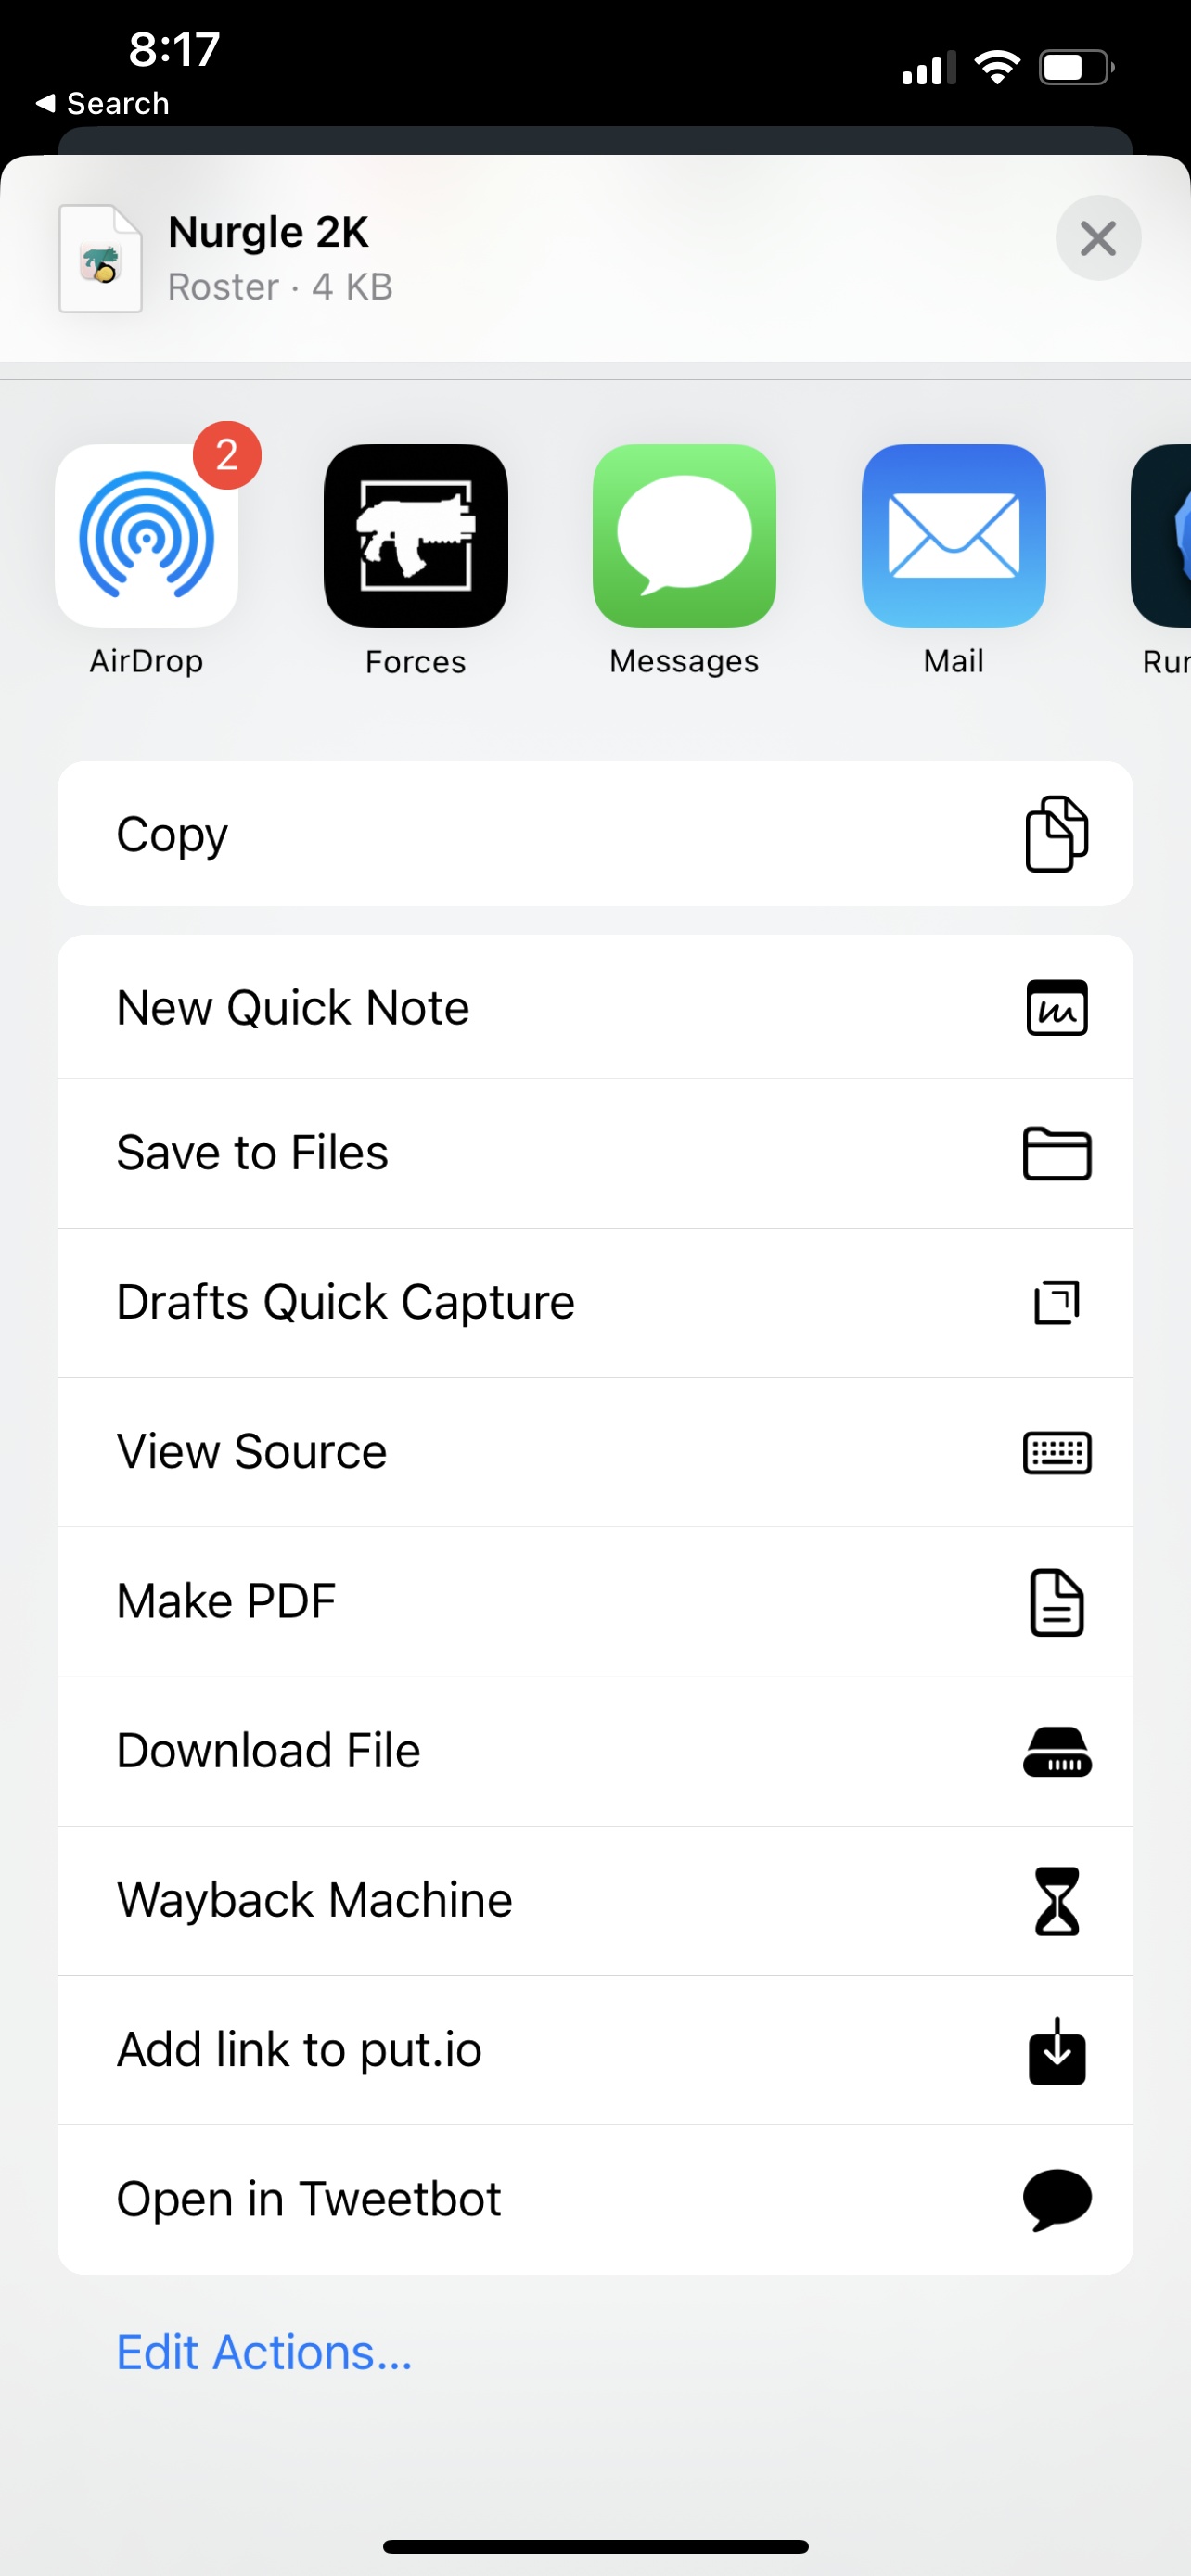 8:17
◀ Search
Nurgle 2K
Roster · 4 KB
2
AirDrop
Forces
Messages
Mail
Copy
New Quick Note
Save to Files
Drafts Quick Capture
View Source
Make PDF
Download File
Wayback Machine
Add link to put.io
Open in Tweetbot
Edit Actions...